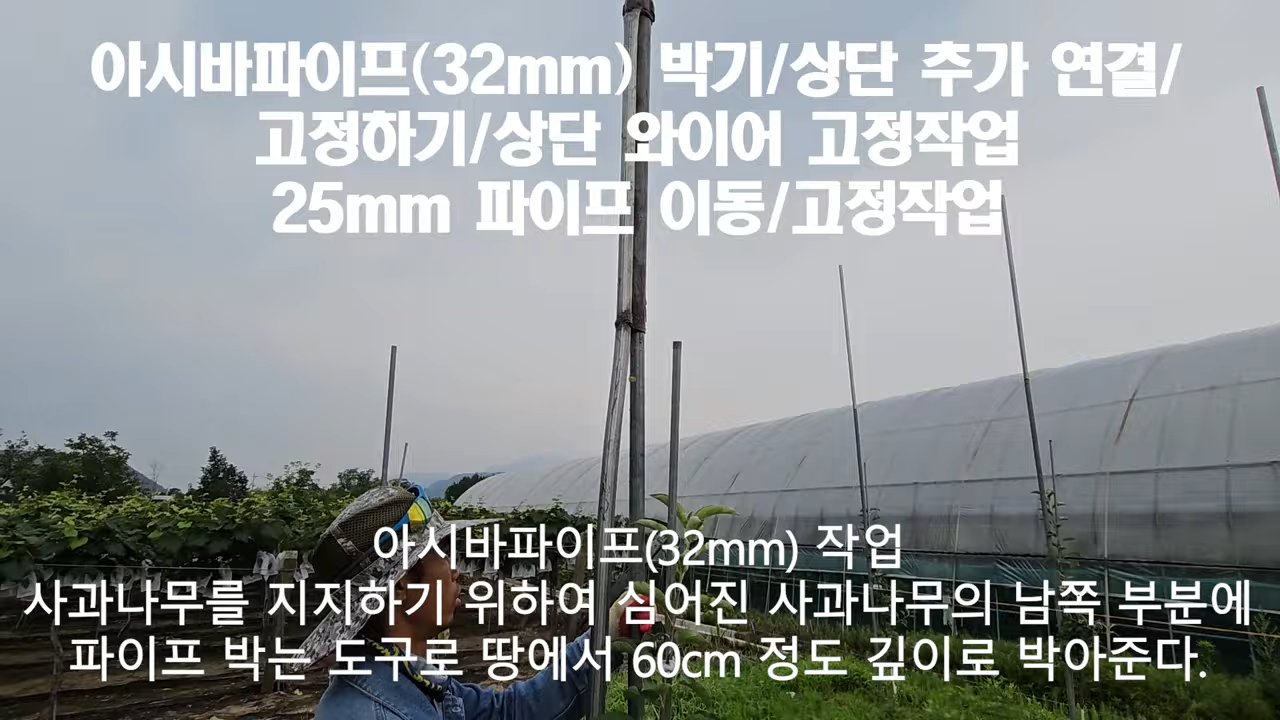 아시바파이프(32mm) 박기/상단 추가 연결/
고정하기/상단 와이어 고정작업
25mm 파이프 이동/고정작업
아시바파이프(32mm) 작업
사과나무를 지지하기 위하여 심어진 사과나무의 남쪽 부분에
파이프 박는 도구로 땅에서 60cm 정도 깊이로 박아준다.